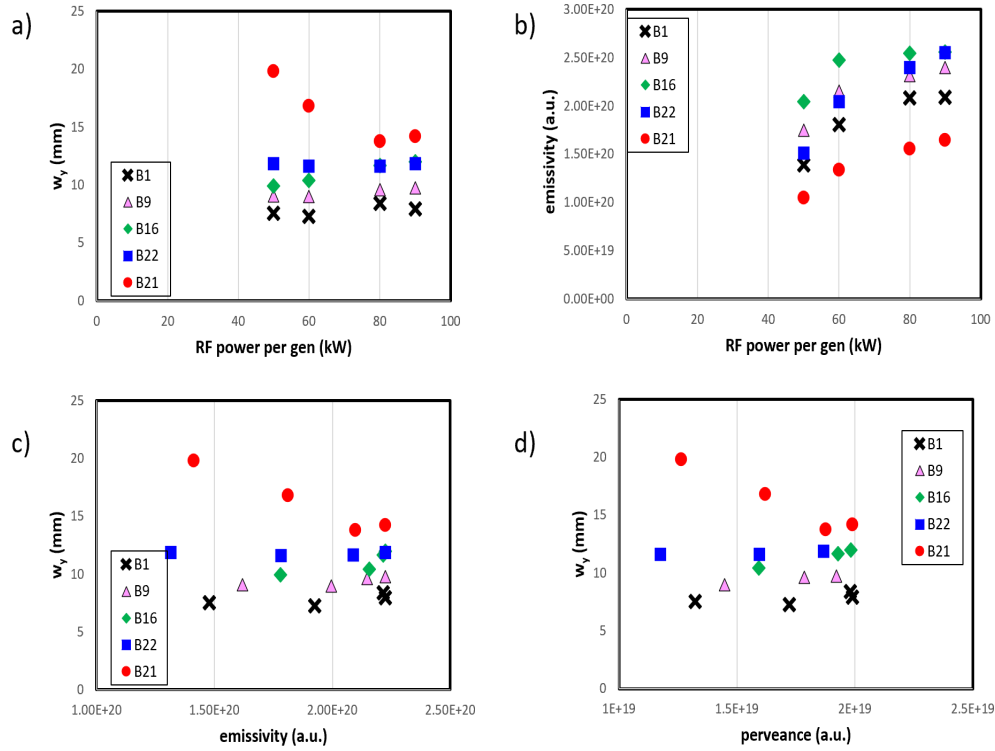 a)
25
20
15
10
5
0
wy (mm)
B1
B9
B16
B22
B21
0 20 40 60 80 100
RF power per gen (kW)
b)
3.00E+20
2.50E+20
2.00E+20
1.50E+20
1.00E+20
5.00E+19
0.00E+00
emissivity (a.u.)
B1
B9
B16
B22
B21
0 20 40 60 80 100
RF power per gen (kW)
c)
25
20
15
10
5
0
wy (mm)
B1
B9
B16
B22
B21
1.00E+20 1.50E+20 2.00E+20 2.50E+20
emissivity (a.u.)
d)
25
20
15
10
5
0
wy (mm)
B1
B9
B16
B22
B21
1E+19 1.5E+19 2E+19 2.5E+19
perveance (a.u.)